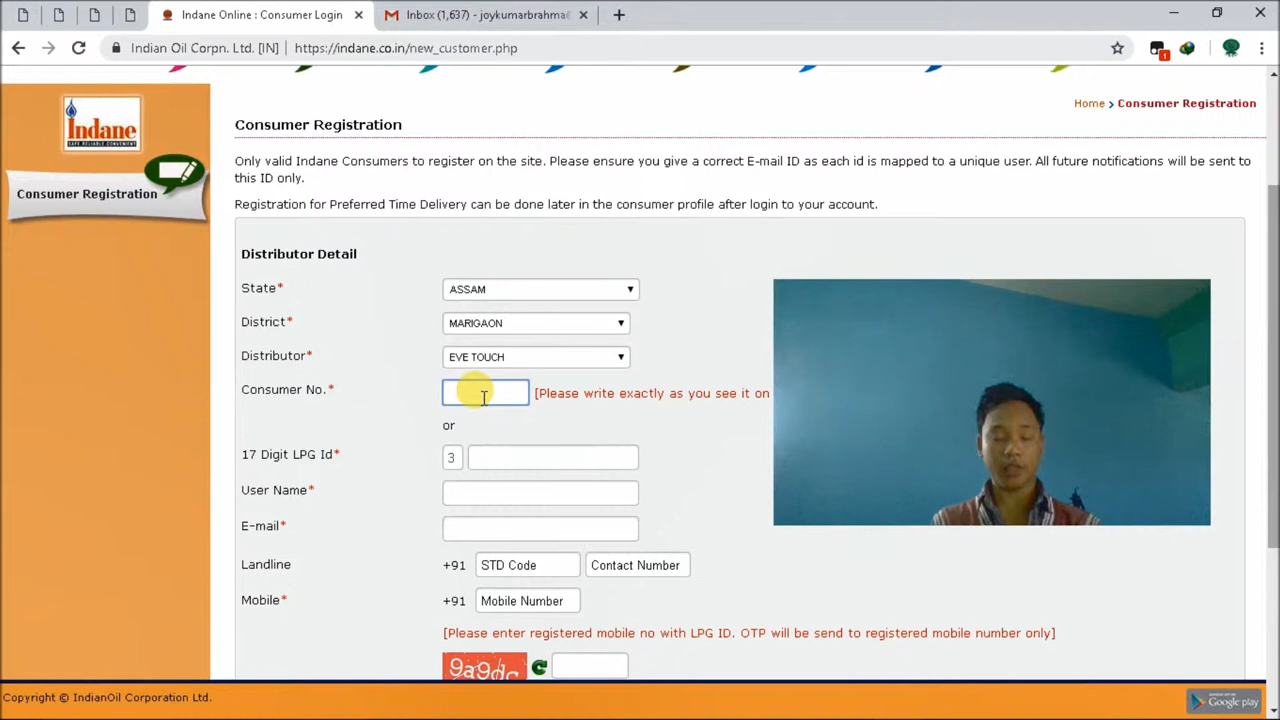 Indane Online : Consumer Login
Inbox (1,637) - joykumarbrahma@
Indian Oil Corpn. Ltd. [IN] | https://indane.co.in/new_customer.php
Home > Consumer Registration
Indane
SAFE.RELIABLE.CONVENIENT
Consumer Registration
Consumer Registration
Only valid Indane Consumers to register on the site. Please ensure you give a correct E-mail ID as each id is mapped to a unique user. All future notifications will be sent to
this ID only.
Registration for Preferred Time Delivery can be done later in the consumer profile after login to your account.
Distributor Detail
State* ASSAM
District* MARIGAON
Distributor* EVE TOUCH
Consumer No.* [Please write exactly as you see it on
or
17 Digit LPG Id* 3
User Name*
E-mail*
Landline +91 STD Code Contact Number
Mobile* +91 Mobile Number
[Please enter registered mobile no with LPG ID. OTP will be send to registered mobile number only]
9a9dc
Copyright © IndianOil Corporation Ltd.
Google play